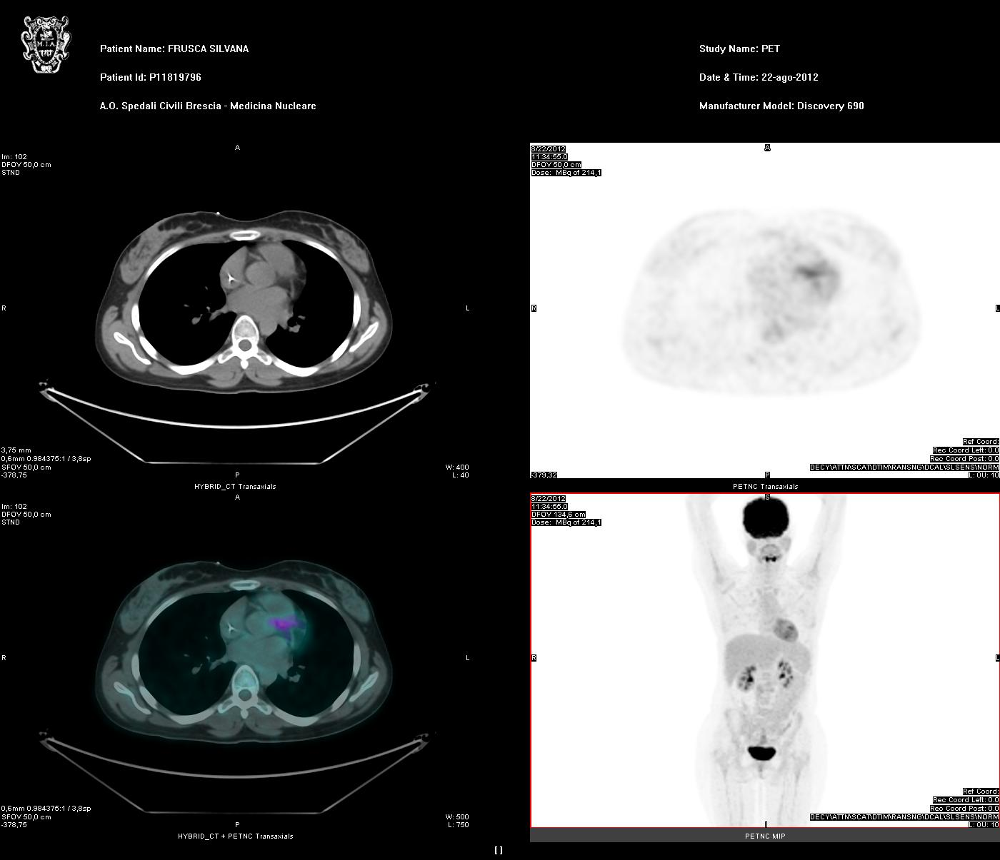 M.I.A.
Patient Name: FRUSCA SILVANA
Patient Id: P11819796
A.O. Spedali Civili Brescia - Medicina Nucleare
Study Name: PET
Date & Time: 22-ago-2012
Manufacturer Model: Discovery 690
A
Im: 102
DFOV 50,0 cm
STND
R
L
3,75 mm
0,6mm 0.984375:1 / 3,8sp
SFOV 50,0 cm
-378,75
P
W: 400
L: 40
HYBRID_CT Transaxials
8/22/2012
11:34:55.0
DFOV 50,0 cm
Dose: MBq of 214,1
A
R
L
Ref Coord:
Rec Coord Left: 0.0
Rec Coord Post: 0.0
DECY\ATTN\SCAT\DTIM\RANSNG\DCAL\SLSENS\NORM
-379,32
P
L: 0U: 10
PETNC Transaxials
A
Im: 102
DFOV 50,0 cm
STND
R
L
0,6mm 0.984375:1 / 3,8sp
SFOV 50,0 cm
-378,75
P
W: 500
L: 750
HYBRID_CT + PETNC Transaxials
8/22/2012
11:34:55.0
DFOV 134,6 cm
Dose: MBq of 214,1
S
R
L
Ref Coord:
Rec Coord Left: 0.0
Rec Coord Post: 0.0
DECY\ATTN\SCAT\DTIM\RANSNG\DCAL\SLSENS\NORM
I
L: 0U: 10
PETNC MIP
[ ]